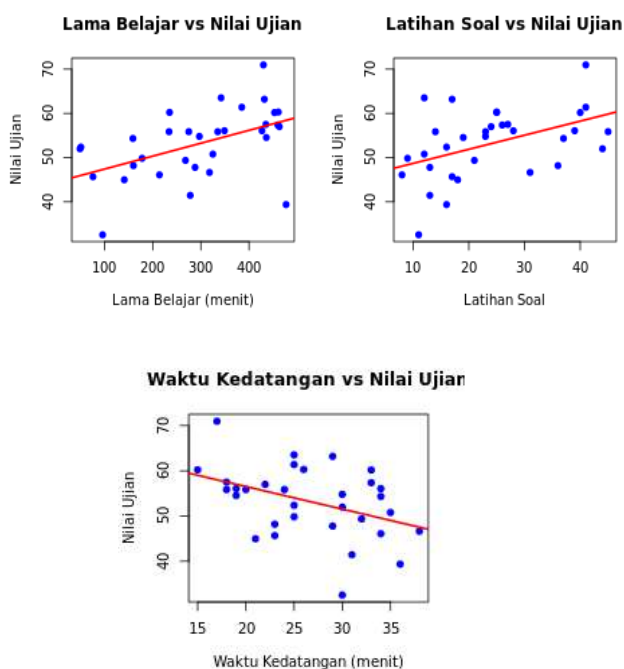 Lama Belajar vs Nilai Ujian
Nilai Ujian
40 50 60 70
100 200 300 400
Lama Belajar (menit)
Latihan Soal vs Nilai Ujian
Nilai Ujian
40 50 60 70
10 20 30 40
Latihan Soal
Waktu Kedatangan vs Nilai Ujian
Nilai Ujian
40 50 60 70
15 20 25 30 35
Waktu Kedatangan (menit)